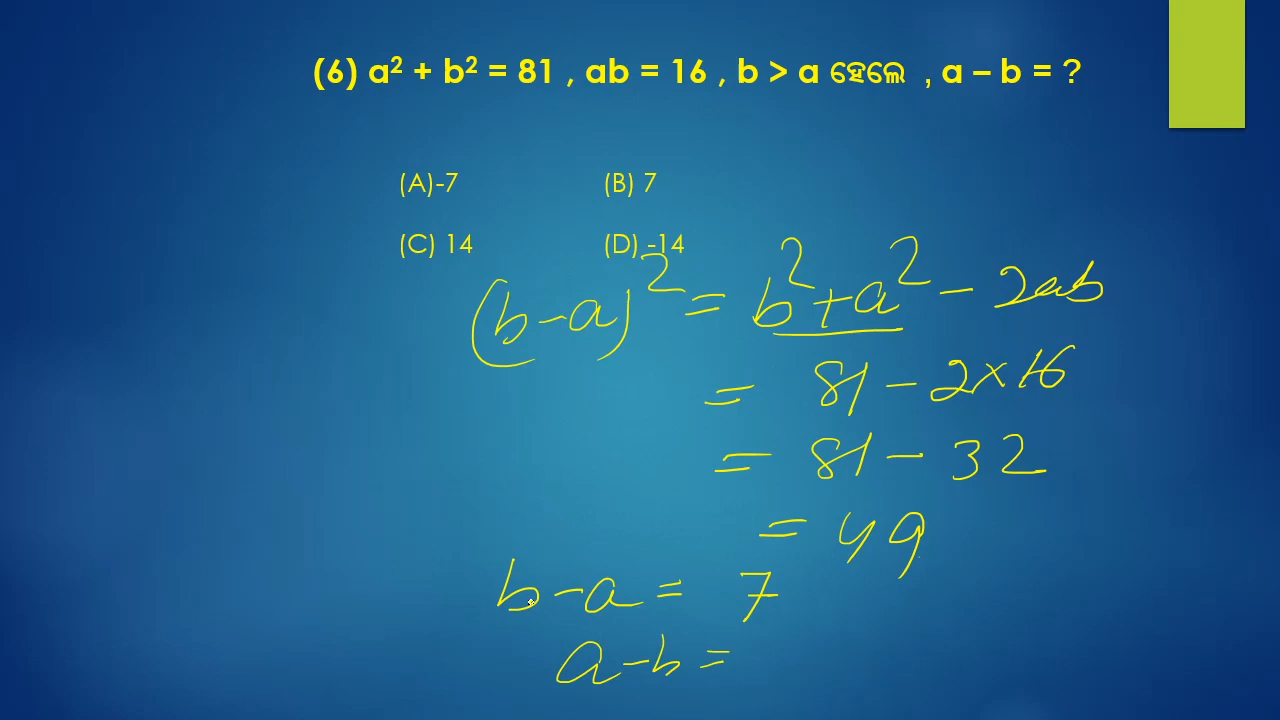 (6) a² + b² = 81 , ab = 16 , b > a ହେଲେ , a – b = ?
(A)-7 (B) 7
(C) 14 (D) -14
(b-a)² = b²+a² - 2ab
= 81 - 2×16
= 81 - 32
= 49
b-a = 7
a-b =